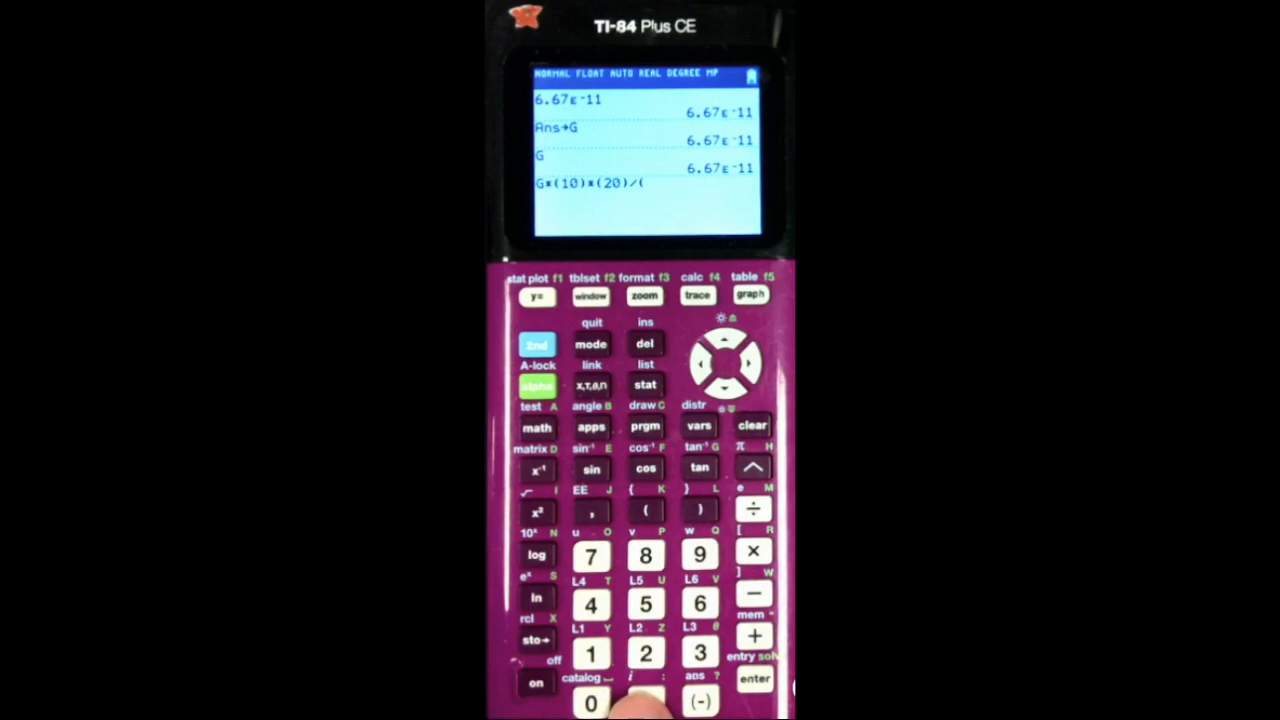 TI-84 Plus CE
NORMAL FLOAT AUTO REAL DEGREE MP
6.67ᴇ-11
6.67ᴇ-11
Ans→G
6.67ᴇ-11
G
6.67ᴇ-11
G*(10)*(20)/(
stat plot f1 tblset f2 format f3 calc f4 table f5
y= window zoom trace graph
quit ins
2nd mode del
A-lock link list
alpha x,τ,θ,n stat
test A angle B draw C distr
math apps prgm vars clear
matrix D sin-1 E cos-1 F tan-1 G π H
x-1 sin cos tan ^
√ I EE J { K } L e M
x² , ( ) ÷
10ˣ N u O v P w Q [ R
log 7 8 9 ×
eˣ S L4 T L5 U L6 V ] W
ln 4 5 6 −
rcl X L1 Y L2 Z L3 θ mem "
sto→ 1 2 3 +
off catalog i : ans ? entry solv
on 0 (-) enter